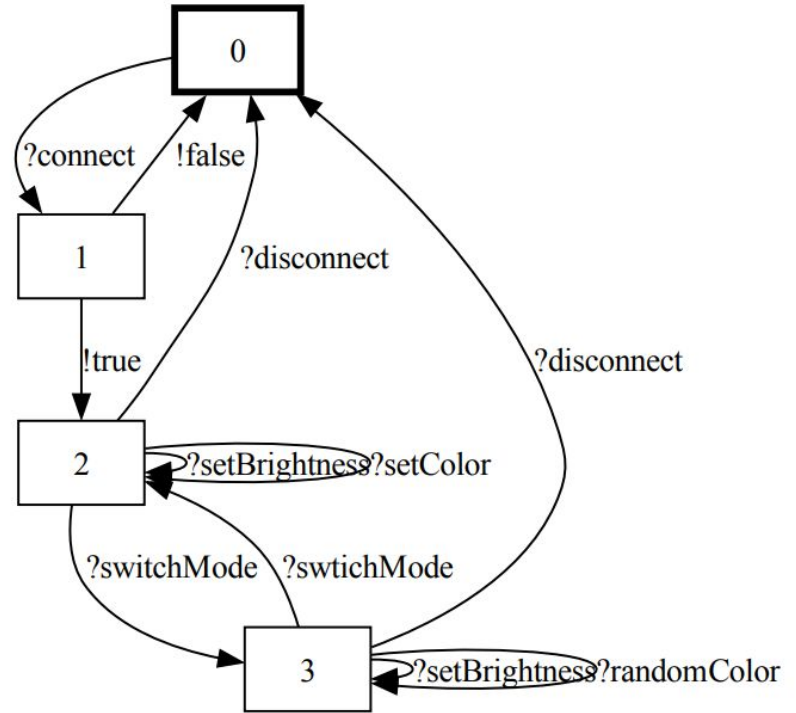 0
?connect
!false
1
?disconnect
!true
?disconnect
2
?setBrightness
?setColor
?switchMode
?swtichMode
3
?setBrightness
?randomColor